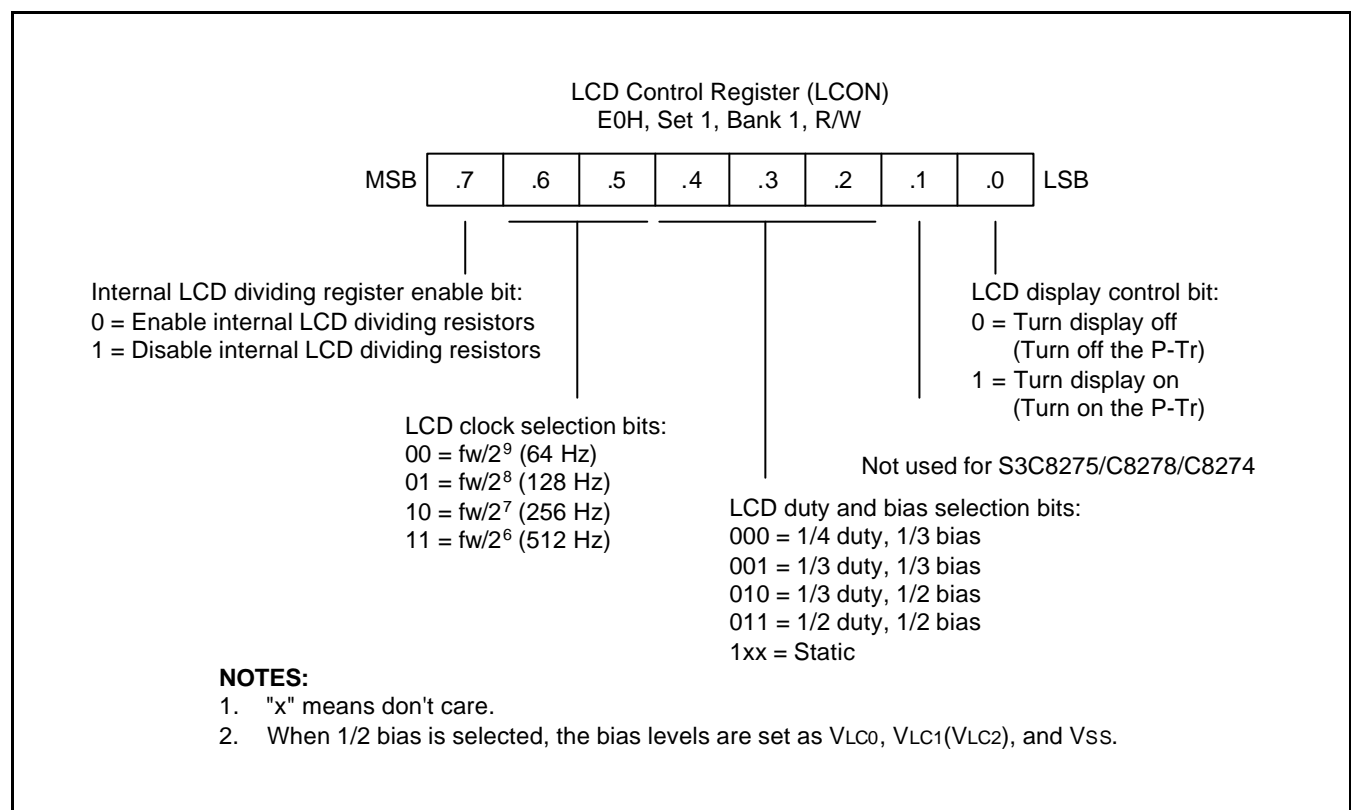 LCD Control Register (LCON)
E0H, Set 1, Bank 1, R/W
MSB .7 .6 .5 .4 .3 .2 .1 .0 LSB
Internal LCD dividing register enable bit:
0 = Enable internal LCD dividing resistors
1 = Disable internal LCD dividing resistors
LCD display control bit:
0 = Turn display off
(Turn off the P-Tr)
1 = Turn display on
(Turn on the P-Tr)
LCD clock selection bits:
00 = fw/2⁹ (64 Hz)
01 = fw/2⁸ (128 Hz)
10 = fw/2⁷ (256 Hz)
11 = fw/2⁶ (512 Hz)
Not used for S3C8275/C8278/C8274
LCD duty and bias selection bits:
000 = 1/4 duty, 1/3 bias
001 = 1/3 duty, 1/3 bias
010 = 1/3 duty, 1/2 bias
011 = 1/2 duty, 1/2 bias
1xx = Static
NOTES:
1. "x" means don't care.
2. When 1/2 bias is selected, the bias levels are set as VLC0, VLC1(VLC2), and VSS.